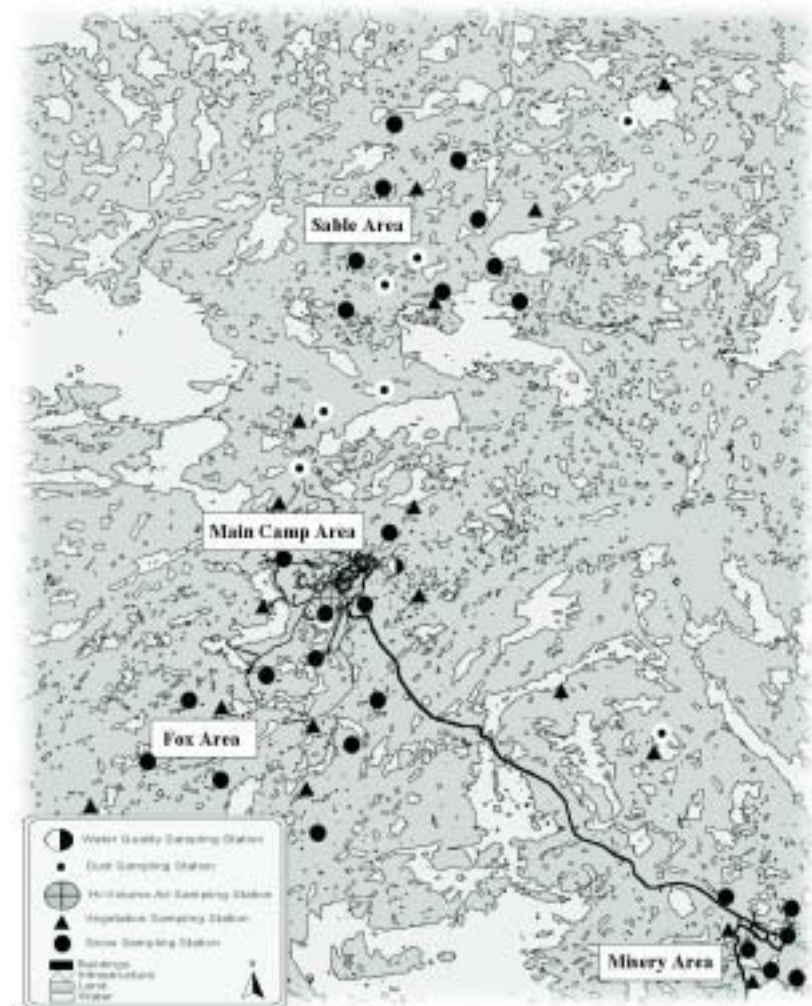 Sable Area
Main Camp Area
Fox Area
Water Quality Sampling Station
Dust Sampling Station
Hi-Volume Air Sampling Station
Vegetation Sampling Station
Snow Sampling Station
Buildings
Infrastructure
Land
Water
Misery Area